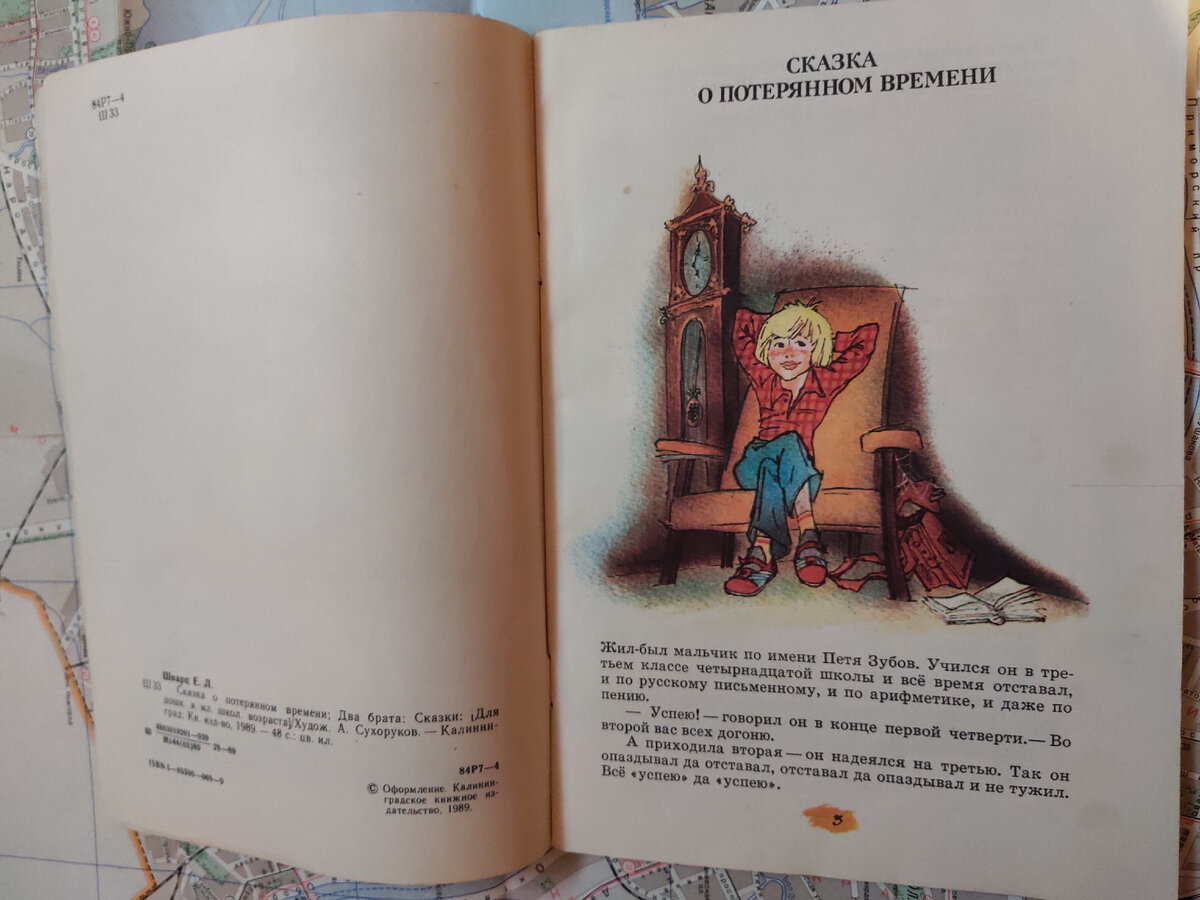 84Р7—4
Ш 33
Шварц Е. Л.
Ш 33 Сказка о потерянном времени; Два брата: Сказки: [Для
дошк. и мл. школ. возраста]/Худож. А. Сухоруков. — Калинин-
град: Кн. изд-во, 1989. — 48 с.; цв. ил.
84Р7—4
© Оформление. Калинин-
градское книжное из-
дательство, 1989.
СКАЗКА
О ПОТЕРЯННОМ ВРЕМЕНИ
Жил-был мальчик по имени Петя Зубов. Учился он в тре-
тьем классе четырнадцатой школы и всё время отставал,
и по русскому письменному, и по арифметике, и даже по
пению.
— Успею! — говорил он в конце первой четверти. — Во
второй вас всех догоню.
А приходила вторая — он надеялся на третью. Так он
опаздывал да отставал, отставал да опаздывал и не тужил.
Всё «успею» да «успею».
3